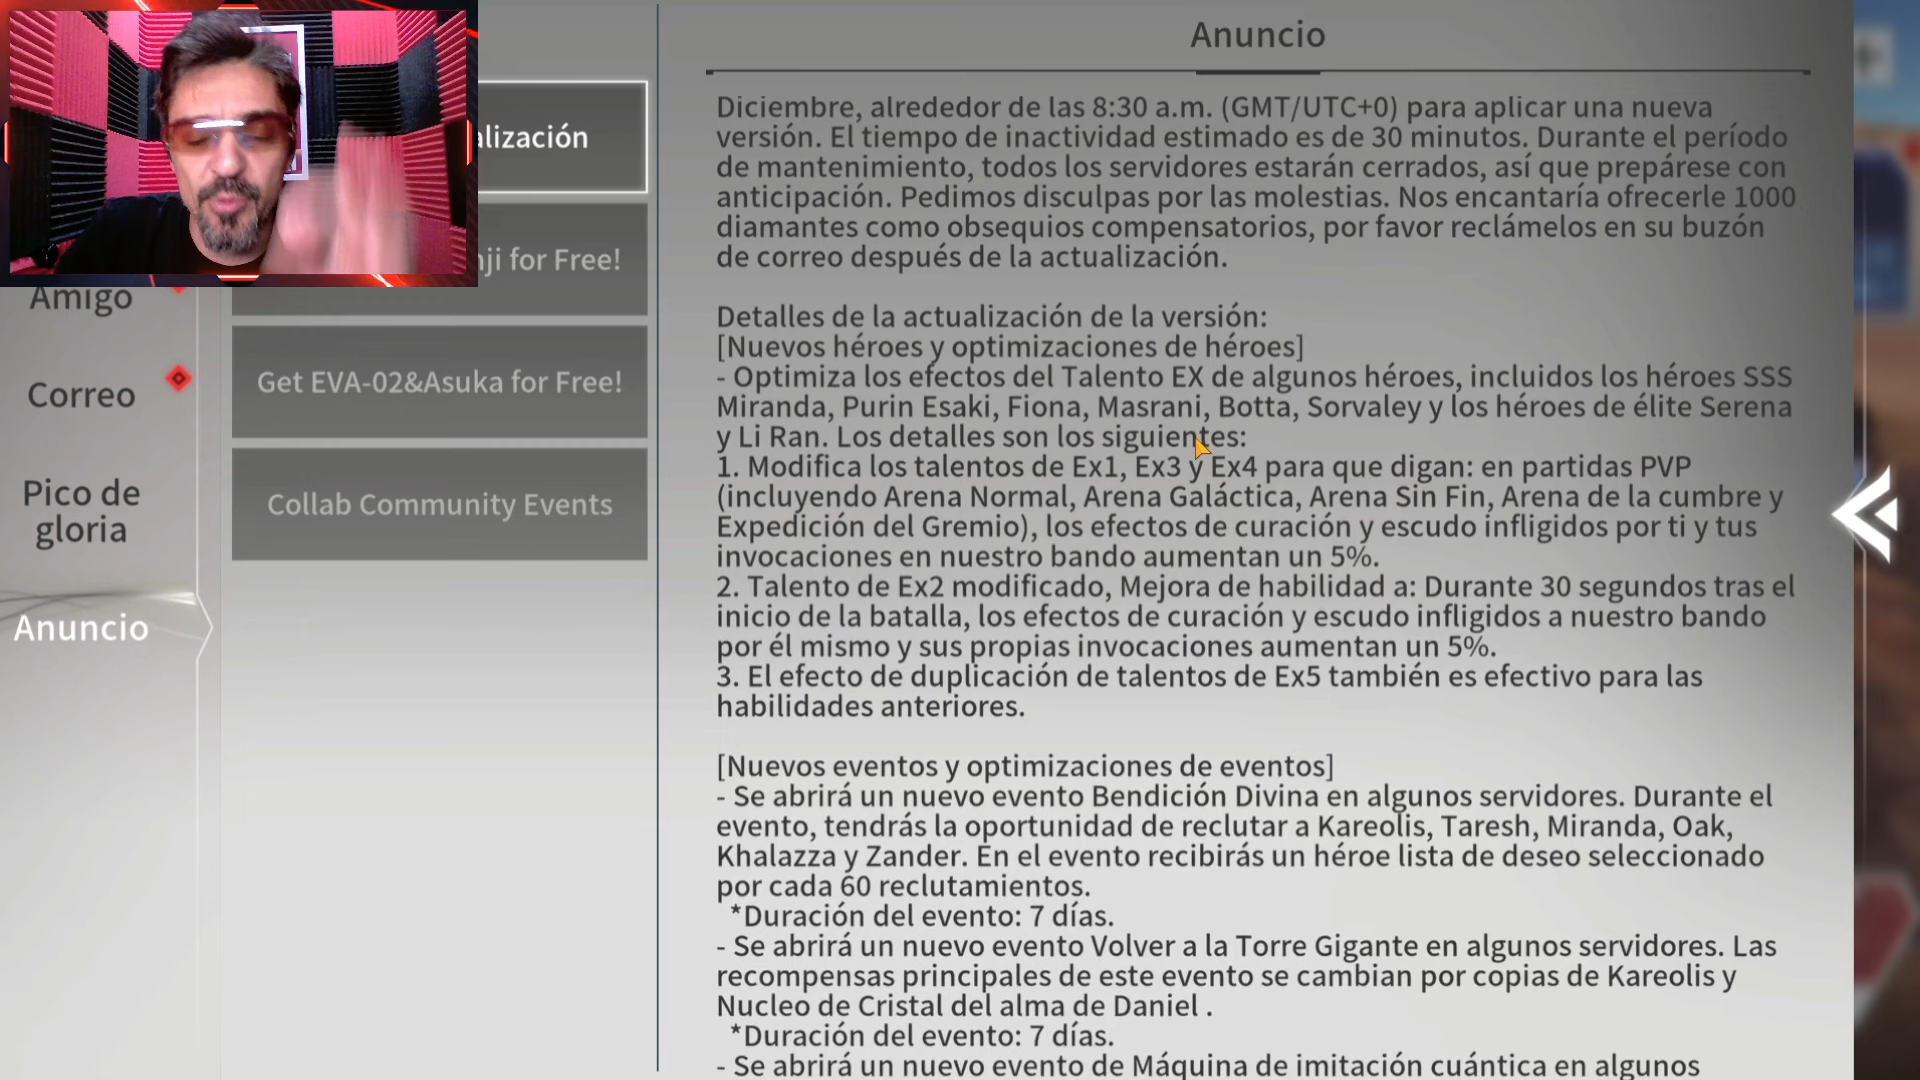 Anuncio
alización
nji for Free!
Get EVA-02&Asuka for Free!
Collab Community Events
Amigo
Correo
Pico de
gloria
Anuncio
Diciembre, alrededor de las 8:30 a.m. (GMT/UTC+0) para aplicar una nueva
versión. El tiempo de inactividad estimado es de 30 minutos. Durante el período
de mantenimiento, todos los servidores estarán cerrados, así que prepárese con
anticipación. Pedimos disculpas por las molestias. Nos encantaría ofrecerle 1000
diamantes como obsequios compensatorios, por favor reclámelos en su buzón
de correo después de la actualización.
Detalles de la actualización de la versión:
[Nuevos héroes y optimizaciones de héroes]
- Optimiza los efectos del Talento EX de algunos héroes, incluidos los héroes SSS
Miranda, Purin Esaki, Fiona, Masrani, Botta, Sorvaley y los héroes de élite Serena
y Li Ran. Los detalles son los siguientes:
1. Modifica los talentos de Ex1, Ex3 y Ex4 para que digan: en partidas PVP
(incluyendo Arena Normal, Arena Galáctica, Arena Sin Fin, Arena de la cumbre y
Expedición del Gremio), los efectos de curación y escudo infligidos por ti y tus
invocaciones en nuestro bando aumentan un 5%.
2. Talento de Ex2 modificado, Mejora de habilidad a: Durante 30 segundos tras el
inicio de la batalla, los efectos de curación y escudo infligidos a nuestro bando
por él mismo y sus propias invocaciones aumentan un 5%.
3. El efecto de duplicación de talentos de Ex5 también es efectivo para las
habilidades anteriores.
[Nuevos eventos y optimizaciones de eventos]
- Se abrirá un nuevo evento Bendición Divina en algunos servidores. Durante el
evento, tendrás la oportunidad de reclutar a Kareolis, Taresh, Miranda, Oak,
Khalazza y Zander. En el evento recibirás un héroe lista de deseo seleccionado
por cada 60 reclutamientos.
*Duración del evento: 7 días.
- Se abrirá un nuevo evento Volver a la Torre Gigante en algunos servidores. Las
recompensas principales de este evento se cambian por copias de Kareolis y
Nucleo de Cristal del alma de Daniel .
*Duración del evento: 7 días.
- Se abrirá un nuevo evento de Máquina de imitación cuántica en algunos